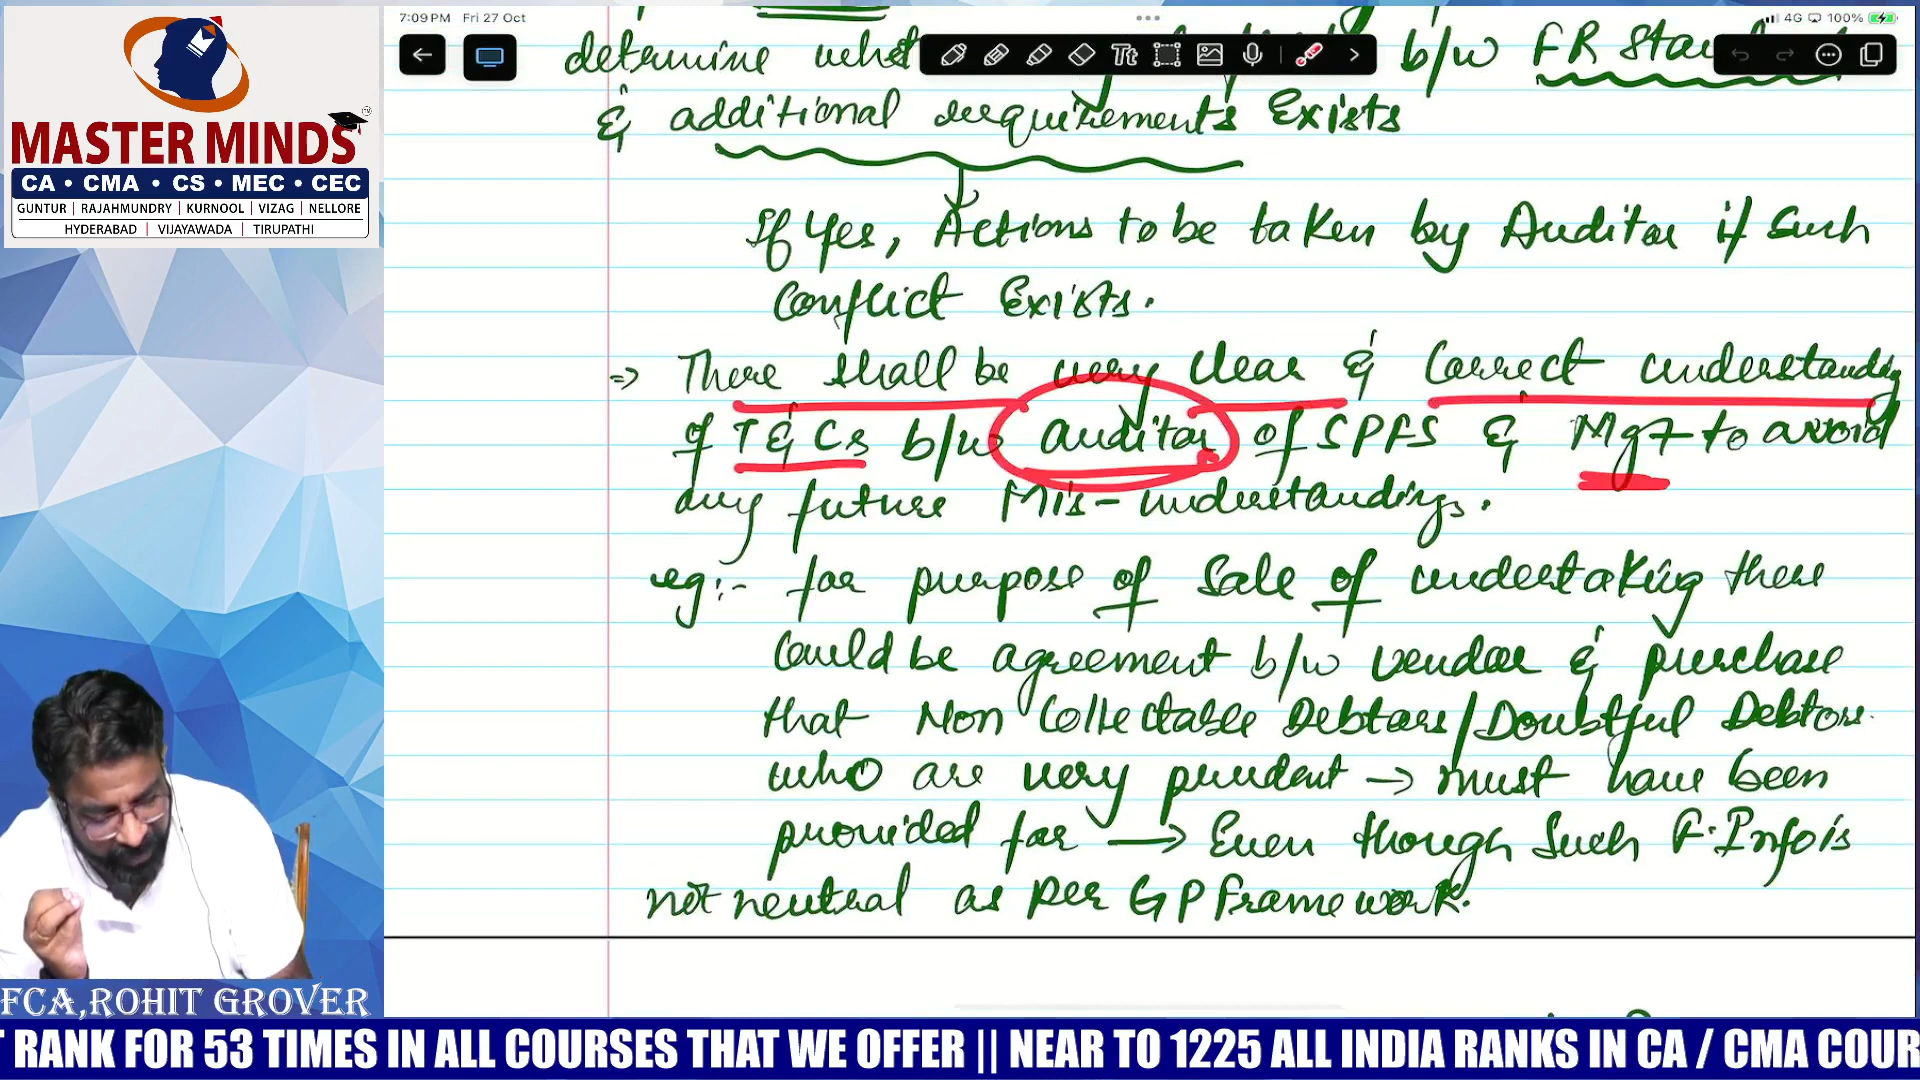 7:09 PM Fri 27 Oct
4G 100%
determine b/w FR
& additional requirements Exists
If Yes, Actions to be taken by Auditor if Such
Conflict Exists.
=> There shall be very clear & Correct understanding
of T & Cs b/w auditor of SPFS & Mgt to avoid
any future Mis-understandings.
eg:- for purpose of Sale of undertaking there
Could be agreement b/w vendor & purchase
that Non Collectable Debtors/Doubtful Debtors
who are very prudent → must have been
provided for → Even though Such F. Info is
not neutral as per GP Framework.
MASTER MINDS
CA • CMA • CS • MEC • CEC
GUNTUR | RAJAHMUNDRY | KURNOOL | VIZAG | NELLORE
HYDERABAD | VIJAYAWADA | TIRUPATHI
FCA,ROHIT GROVER
T RANK FOR 53 TIMES IN ALL COURSES THAT WE OFFER || NEAR TO 1225 ALL INDIA RANKS IN CA / CMA COUR